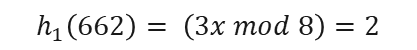 h₁(662) = (3x mod 8) = 2